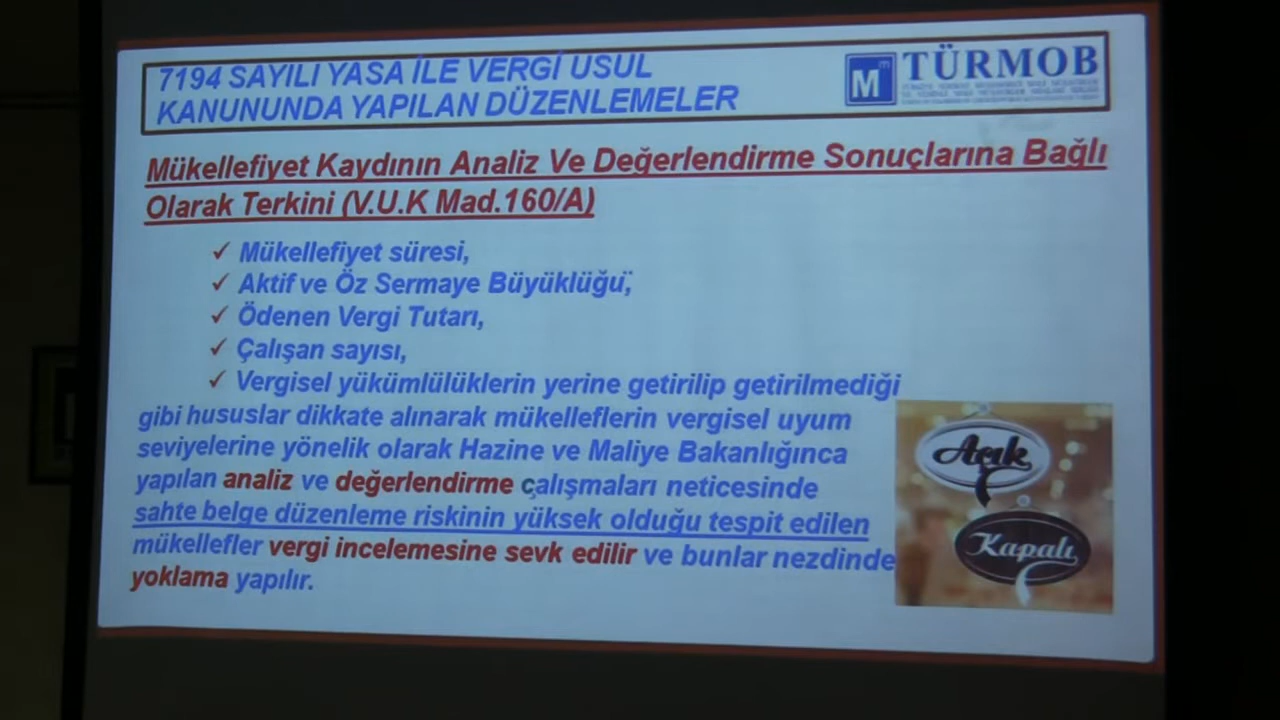 7194 SAYILI YASA İLE VERGİ USUL
KANUNUNDA YAPILAN DÜZENLEMELER
TÜRMOB
Mükellefiyet Kaydının Analiz Ve Değerlendirme Sonuçlarına Bağlı
Olarak Terkini (V.U.K Mad.160/A)
✓ Mükellefiyet süresi,
✓ Aktif ve Öz Sermaye Büyüklüğü,
✓ Ödenen Vergi Tutarı,
✓ Çalışan sayısı,
✓ Vergisel yükümlülüklerin yerine getirilip getirilmediği
gibi hususlar dikkate alınarak mükelleflerin vergisel uyum
seviyelerine yönelik olarak Hazine ve Maliye Bakanlığınca
yapılan analiz ve değerlendirme çalışmaları neticesinde
sahte belge düzenleme riskinin yüksek olduğu tespit edilen
mükellefler vergi incelemesine sevk edilir ve bunlar nezdinde
yoklama yapılır.
Açık
Kapalı